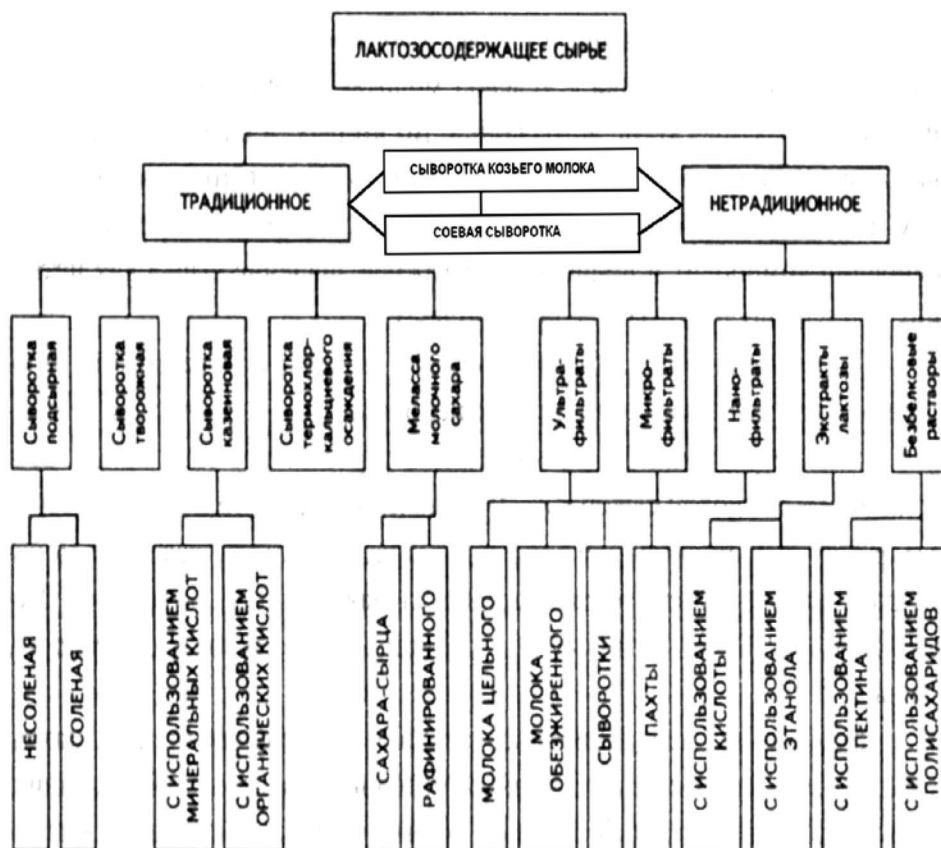 ЛАКТОЗОСОДЕРЖАЩЕЕ СЫРЬЕ
ТРАДИЦИОННОЕ
СЫВОРОТКА КОЗЬЕГО МОЛОКА
СОЕВАЯ СЫВОРОТКА
НЕТРАДИЦИОННОЕ
Сыворотка
подсырная
Сыворотка
творожная
Сыворотка
казеиновая
Сыворотка
термохлор-
кальциевого
осаждения
Меласса
молочного
сахара
Ультра-
фильтраты
Микро-
фильтраты
Нано-
фильтраты
Экстракты
лактозы
Безбелковые
растворы
НЕСОЛЕНАЯ
СОЛЕНАЯ
С ИСПОЛЬЗОВАНИЕМ
МИНЕРАЛЬНЫХ КИСЛОТ
С ИСПОЛЬЗОВАНИЕМ
ОРГАНИЧЕСКИХ КИСЛОТ
САХАРА-СЫРЦА
РАФИНИРОВАННОГО
МОЛОКА ЦЕЛЬНОГО
МОЛОКА
ОБЕЗЖИРЕННОГО
СЫВОРОТКИ
ПАХТЫ
С ИСПОЛЬЗОВАНИЕМ
КИСЛОТЫ
С ИСПОЛЬЗОВАНИЕМ
ЭТАНОЛА
С ИСПОЛЬЗОВАНИЕМ
ПЕКТИНА
С ИСПОЛЬЗОВАНИЕМ
ПОЛИСАХАРИДОВ